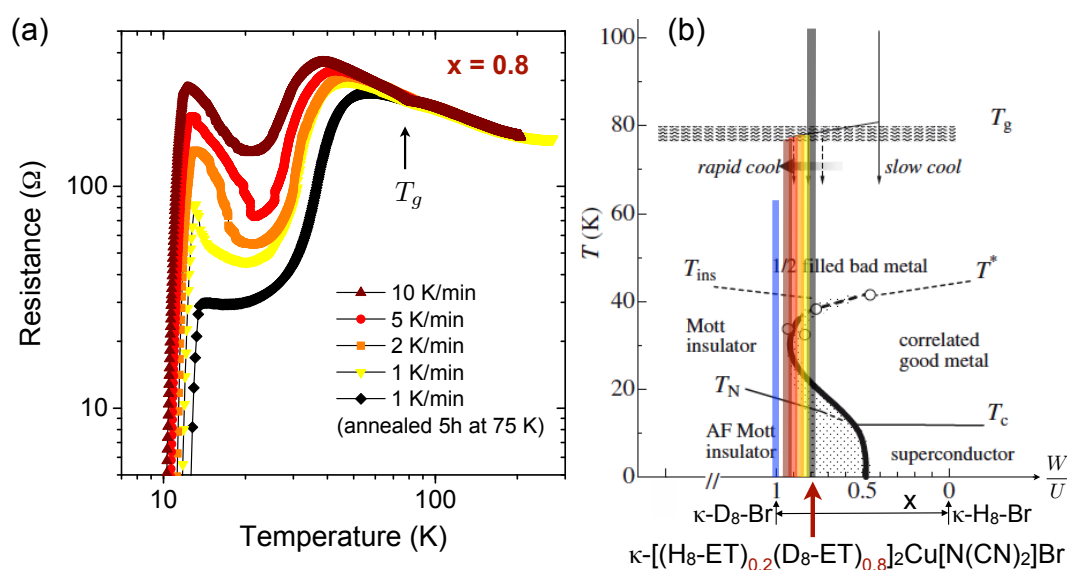 (a)
x = 0.8
T_g
10 K/min
5 K/min
2 K/min
1 K/min
1 K/min
(annealed 5h at 75 K)
100
10
Resistance (Ω)
10
100
Temperature (K)
(b)
100
80
60
40
20
0
T (K)
T_g
rapid cool
slow cool
T_ins
1/2 filled bad metal
T*
Mott
insulator
correlated
good metal
T_N
T_c
AF Mott
insulator
superconductor
W/U
//
1
0.5
0
x
κ-D₈-Br
κ-H₈-Br
κ-[(H₈-ET)₀.₂(D₈-ET)₀.₈]₂Cu[N(CN)₂]Br